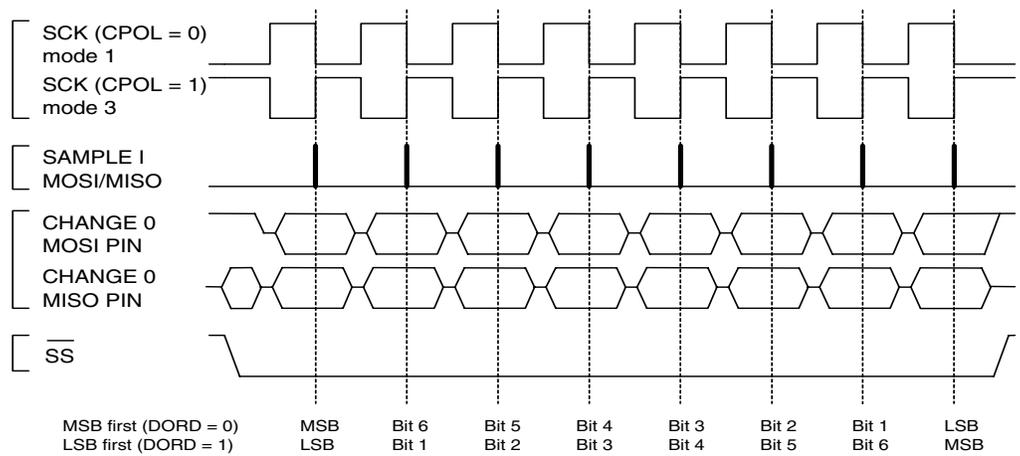 SCK (CPOL = 0)
mode 1
SCK (CPOL = 1)
mode 3
SAMPLE I
MOSI/MISO
CHANGE 0
MOSI PIN
CHANGE 0
MISO PIN
SS
MSB first (DORD = 0) MSB Bit 6 Bit 5 Bit 4 Bit 3 Bit 2 Bit 1 LSB
LSB first (DORD = 1) LSB Bit 1 Bit 2 Bit 3 Bit 4 Bit 5 Bit 6 MSB